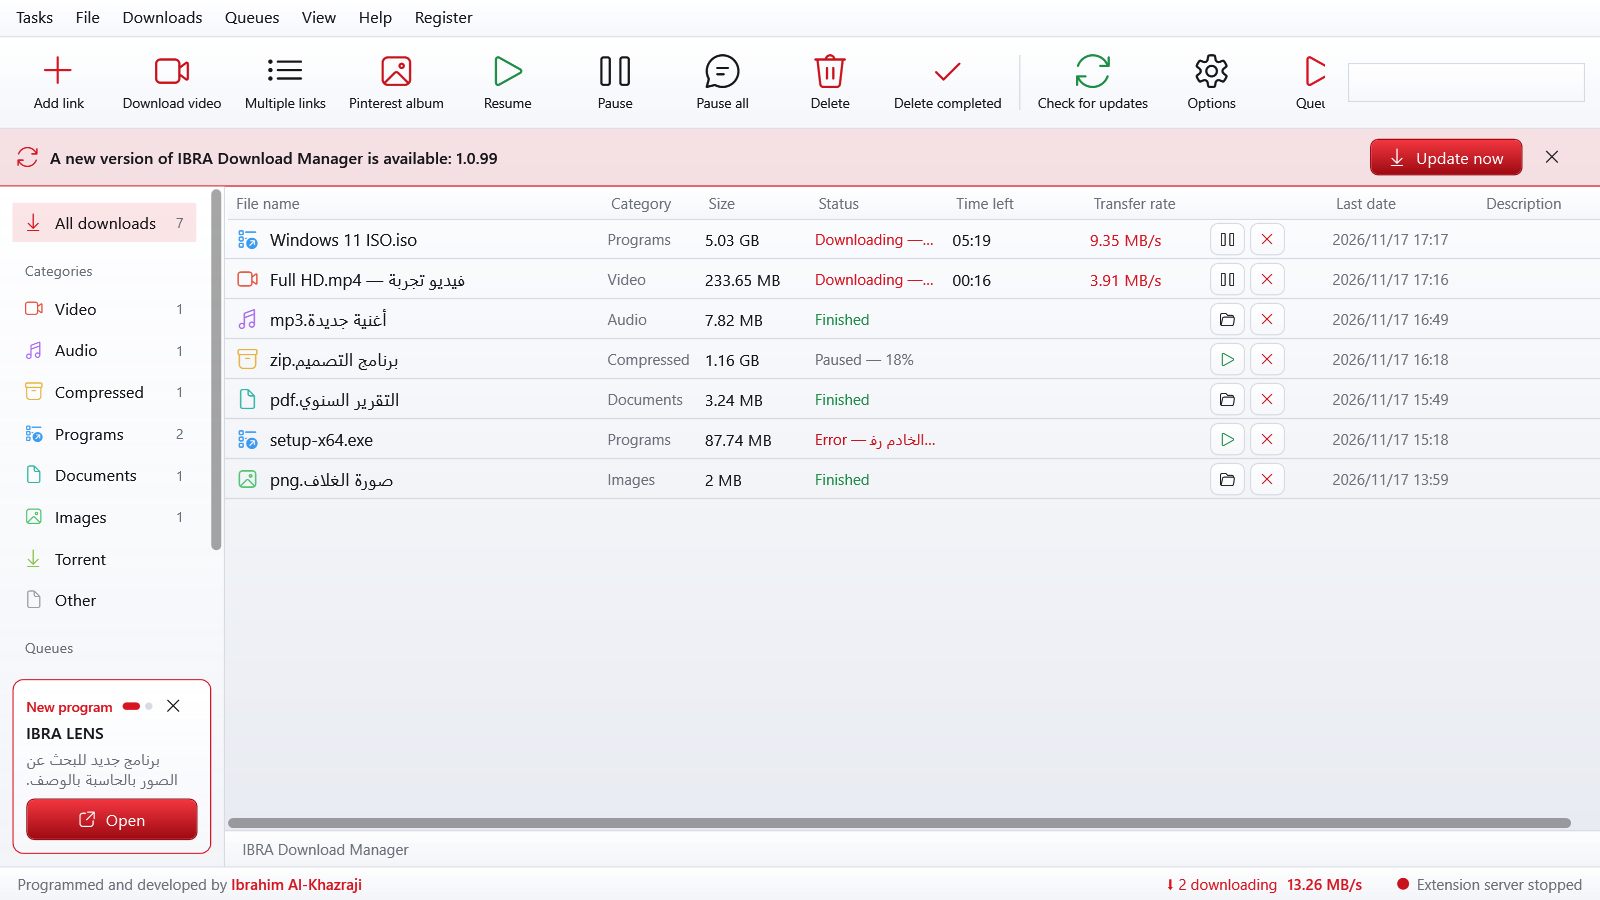 Tasks File Downloads Queues View Help Register
Add link Download video Multiple links Pinterest album Resume Pause Pause all Delete Delete completed Check for updates Options Queu
A new version of IBRA Download Manager is available: 1.0.99 Update now
All downloads 7
Categories
Video 1
Audio 1
Compressed 1
Programs 2
Documents 1
Images 1
Torrent
Other
Queues
New program
IBRA LENS
برنامج جديد للبحث عن
الصور بالحاسبة بالوصف.
Open
File name Category Size Status Time left Transfer rate Last date Description
Windows 11 ISO.iso Programs 5.03 GB Downloading —... 05:19 9.35 MB/s 2026/11/17 17:17
فيديو تجربة — Full HD.mp4 Video 233.65 MB Downloading —... 00:16 3.91 MB/s 2026/11/17 17:16
أغنية جديدة.mp3 Audio 7.82 MB Finished 2026/11/17 16:49
برنامج التصميم.zip Compressed 1.16 GB Paused — 18% 2026/11/17 16:18
التقرير السنوي.pdf Documents 3.24 MB Finished 2026/11/17 15:49
setup-x64.exe Programs 87.74 MB Error — الخادم رف... 2026/11/17 15:18
صورة الغلاف.png Images 2 MB Finished 2026/11/17 13:59
IBRA Download Manager
Programmed and developed by Ibrahim Al-Khazraji 2 downloading 13.26 MB/s Extension server stopped